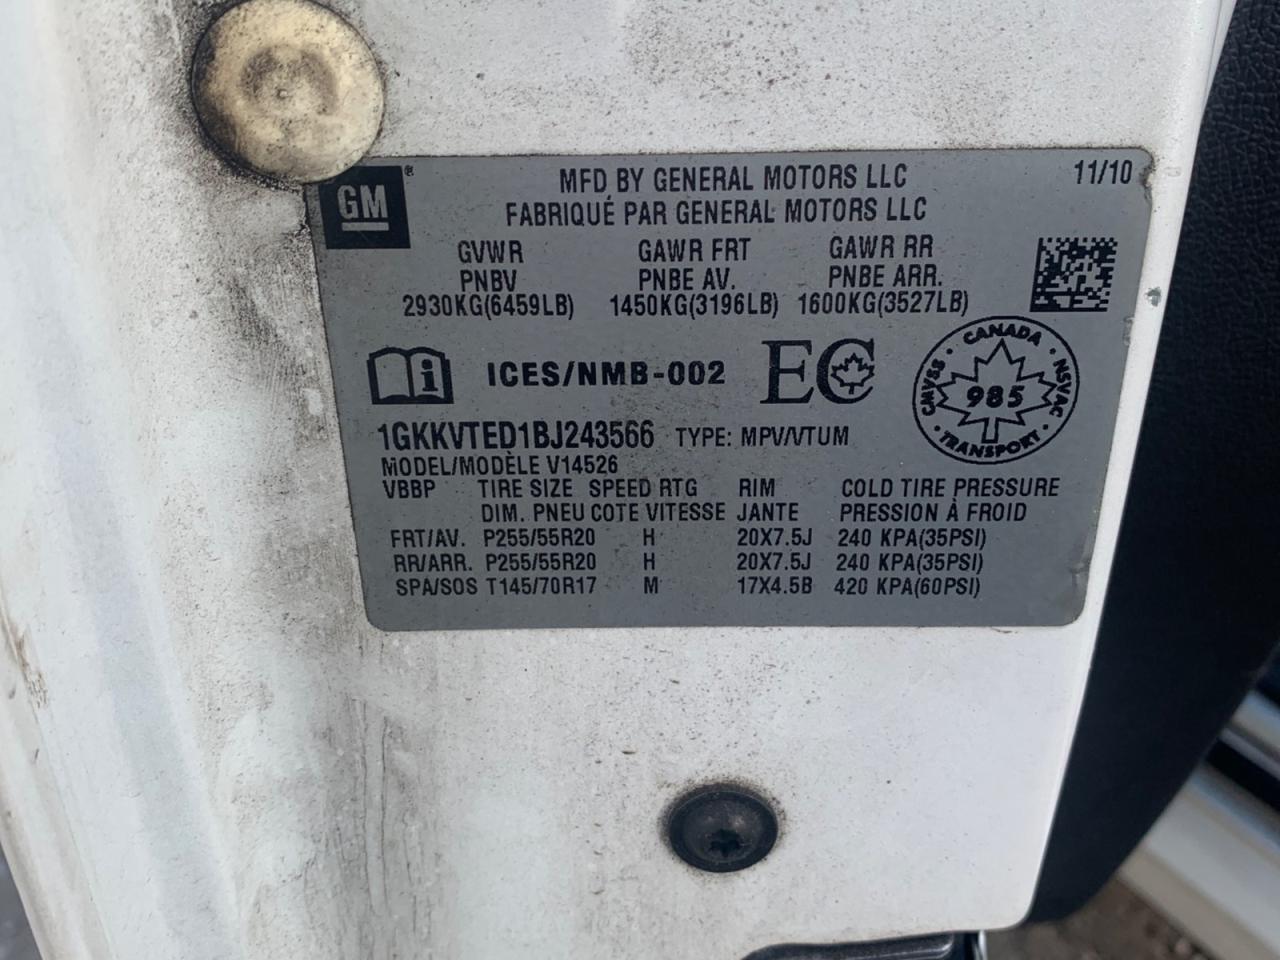 GM ®
MFD BY GENERAL MOTORS LLC 11/10
FABRIQUÉ PAR GENERAL MOTORS LLC
GVWR GAWR FRT GAWR RR
PNBV PNBE AV. PNBE ARR.
2930KG(6459LB) 1450KG(3196LB) 1600KG(3527LB)
ICES/NMB-002 EC
CANADA
CMVSS 985 NSVAC
TRANSPORT
1GKKVTED1BJ243566 TYPE: MPV/VTUM
MODEL/MODÈLE V14526
VBBP TIRE SIZE SPEED RTG RIM COLD TIRE PRESSURE
DIM. PNEU COTE VITESSE JANTE PRESSION À FROID
FRT/AV. P255/55R20 H 20X7.5J 240 KPA(35PSI)
RR/ARR. P255/55R20 H 20X7.5J 240 KPA(35PSI)
SPA/SOS T145/70R17 M 17X4.5B 420 KPA(60PSI)